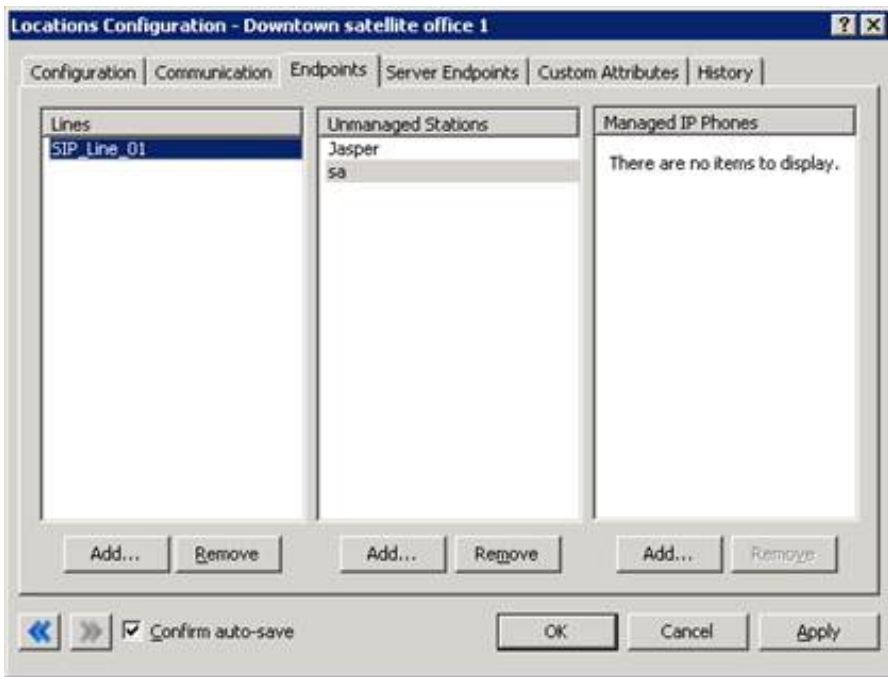 Locations Configuration - Downtown satellite office 1
Configuration Communication Endpoints Server Endpoints Custom Attributes History
Lines
SIP_Line_01
Unmanaged Stations
Jasper
sa
Managed IP Phones
There are no items to display.
Add... Remove Add... Remove Add... Remove
Confirm auto-save OK Cancel Apply